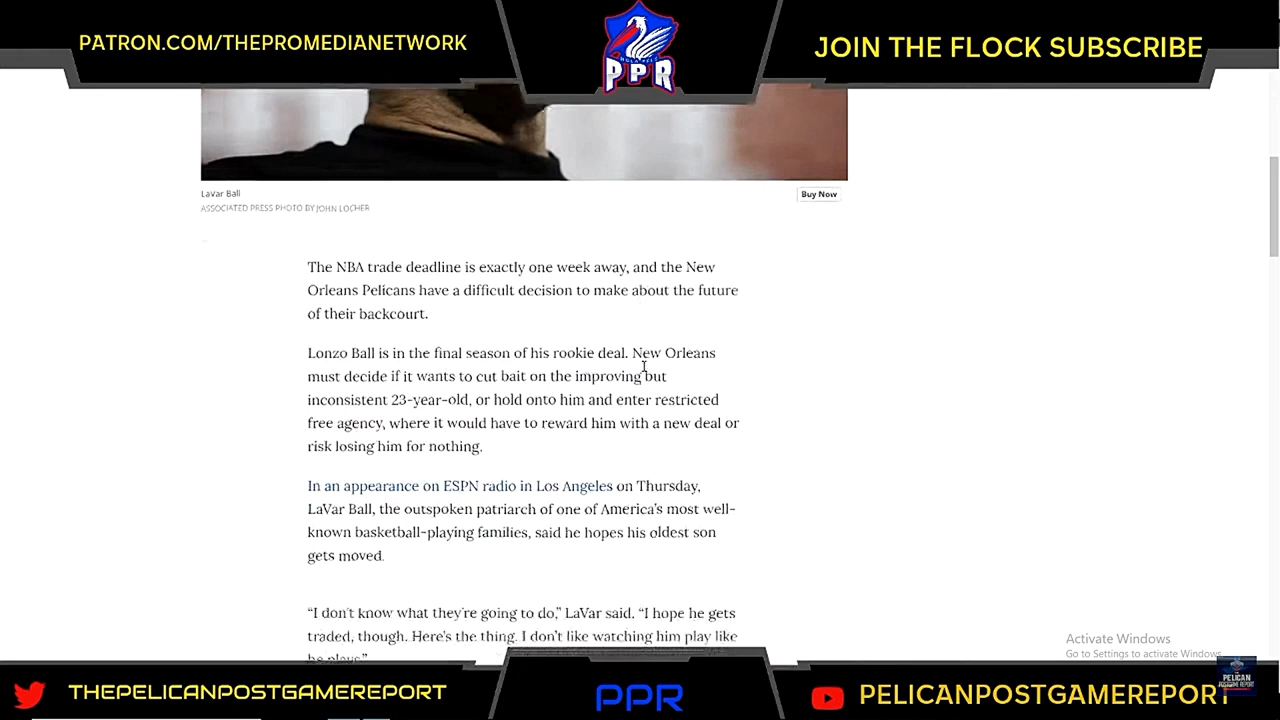 PATRON.COM/THEPROMEDIANETWORK
PPR
JOIN THE FLOCK SUBSCRIBE
LaVar Ball
Buy Now
ASSOCIATED PRESS PHOTO BY JOHN LOCHER
The NBA trade deadline is exactly one week away, and the New
Orleans Pelicans have a difficult decision to make about the future
of their backcourt.
Lonzo Ball is in the final season of his rookie deal. New Orleans
must decide if it wants to cut bait on the improving but
inconsistent 23-year-old, or hold onto him and enter restricted
free agency, where it would have to reward him with a new deal or
risk losing him for nothing.
In an appearance on ESPN radio in Los Angeles on Thursday,
LaVar Ball, the outspoken patriarch of one of America's most well-
known basketball-playing families, said he hopes his oldest son
gets moved.
“I don't know what they're going to do,” LaVar said. “I hope he gets
traded, though. Here's the thing. I don't like watching him play like
he plays.”
Activate Windows
Go to Settings to activate Windows.
PELICAN
POSTGAME REPORT
THEPELICANPOSTGAMEREPORT
PPR
PELICANPOSTGAMEREPORT